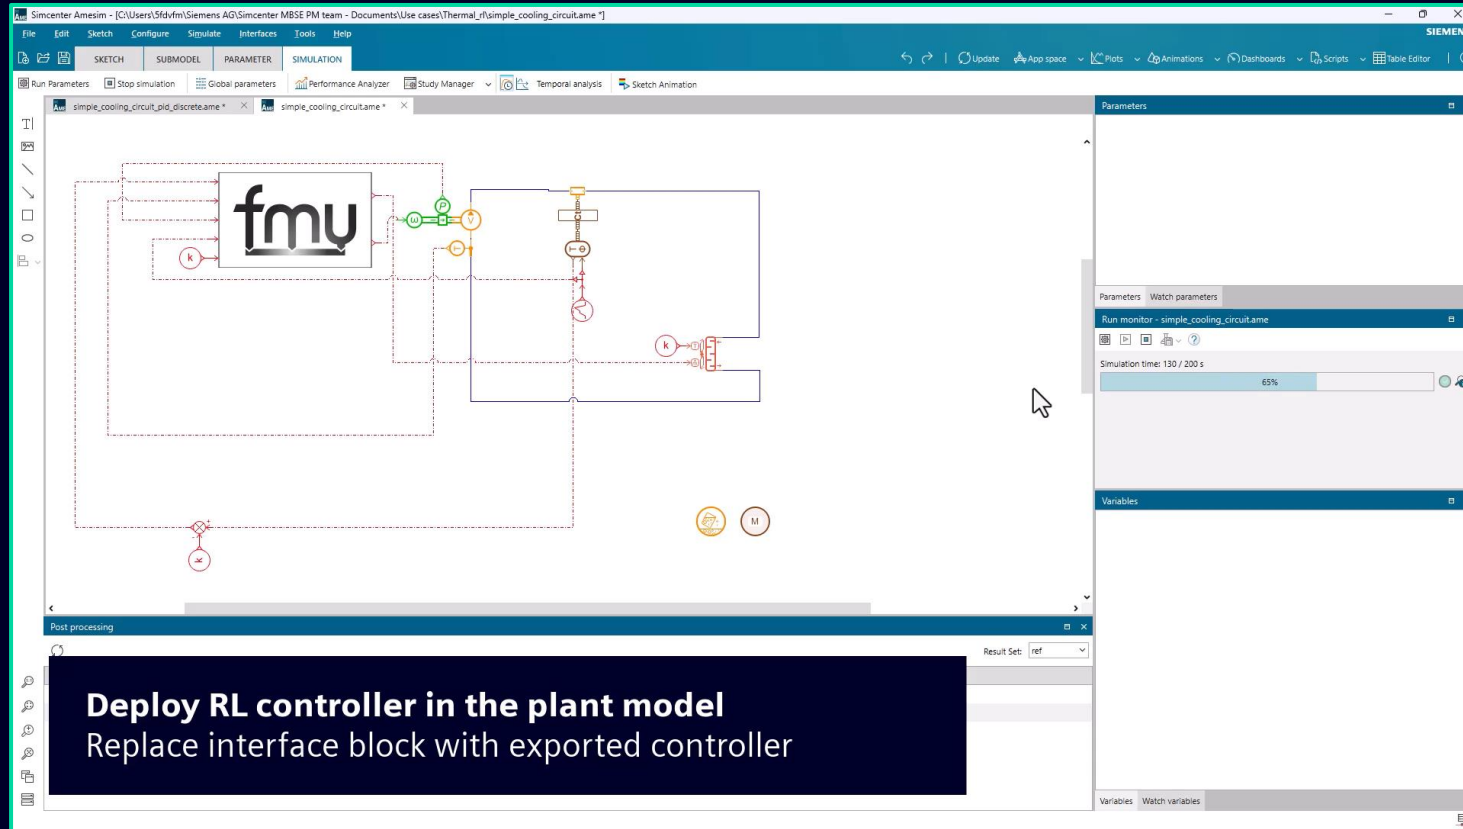 Simcenter Amesim - [C:\Users\5fdvfm\Siemens AG\Simcenter MBSE PM team - Documents\Use cases\Thermal_rl\simple_cooling_circuit.ame *]
File Edit Sketch Configure Simulate Interfaces Tools Help
SIEMEN
SKETCH SUBMODEL PARAMETER SIMULATION
Update App space Plots Animations Dashboards Scripts Table Editor
Run Parameters Stop simulation Global parameters Performance Analyzer Study Manager Temporal analysis Sketch Animation
simple_cooling_circuit_pid_discrete.ame * simple_cooling_circuit.ame *
Parameters
fmu
P
ω
V
T
Ct
k
k
k
M
Parameters Watch parameters
Run monitor - simple_cooling_circuit.ame
Simulation time: 130 / 200 s
65%
Variables
Post processing
Result Set: ref
Deploy RL controller in the plant model
Replace interface block with exported controller
Variables Watch variables